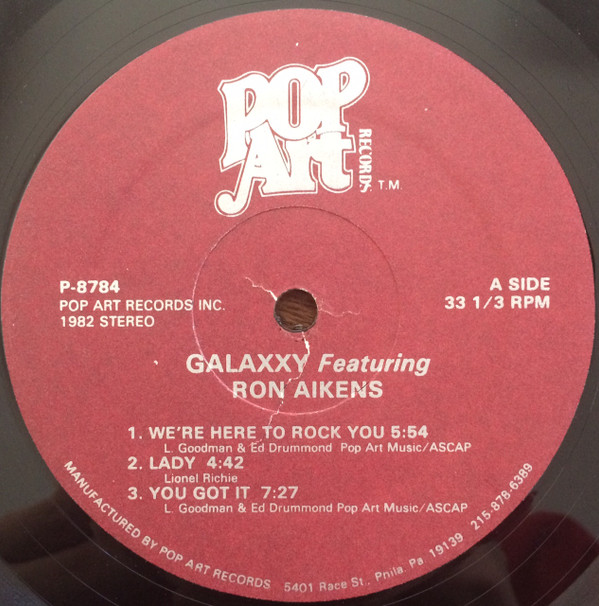 POP
Art
RECORDS
T.M.
P-8784
POP ART RECORDS INC.
1982 STEREO
A SIDE
33 1/3 RPM
GALAXXY Featuring
RON AIKENS
1. WE'RE HERE TO ROCK YOU 5:54
L. Goodman & Ed Drummond Pop Art Music/ASCAP
2. LADY 4:42
Lionel Richie
3. YOU GOT IT 7:27
L. Goodman & Ed Drummond Pop Art Music/ASCAP
MANUFACTURED BY POP ART RECORDS 5401 Race St., Phila. Pa 19139 215-878-6389